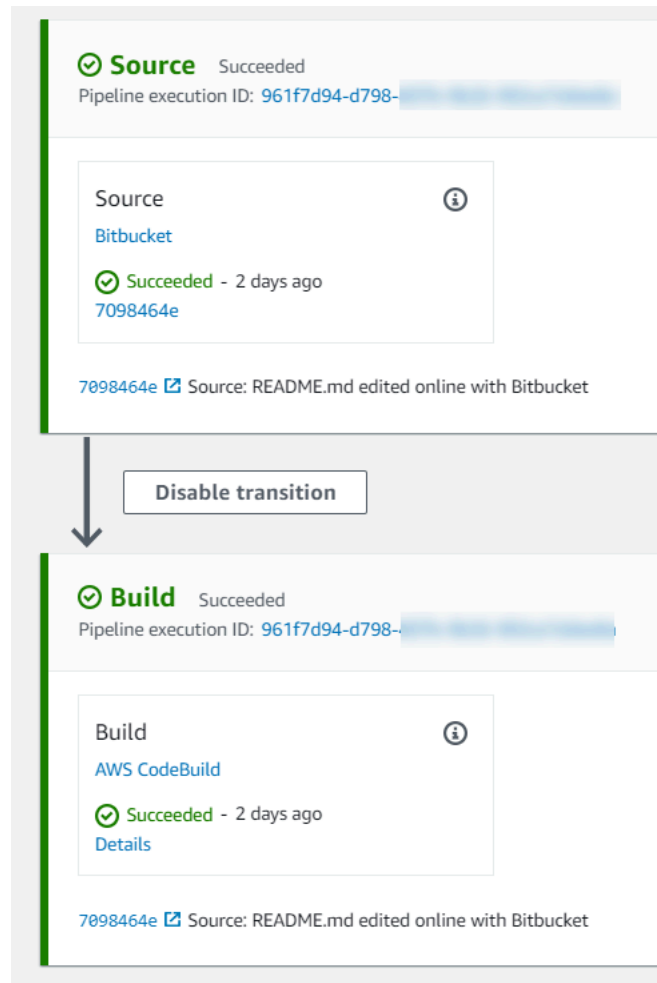 Source Succeeded
Pipeline execution ID: 961f7d94-d798-
Source
Bitbucket
Succeeded - 2 days ago
7098464e
7098464e Source: README.md edited online with Bitbucket
Disable transition
Build Succeeded
Pipeline execution ID: 961f7d94-d798-
Build
AWS CodeBuild
Succeeded - 2 days ago
Details
7098464e Source: README.md edited online with Bitbucket